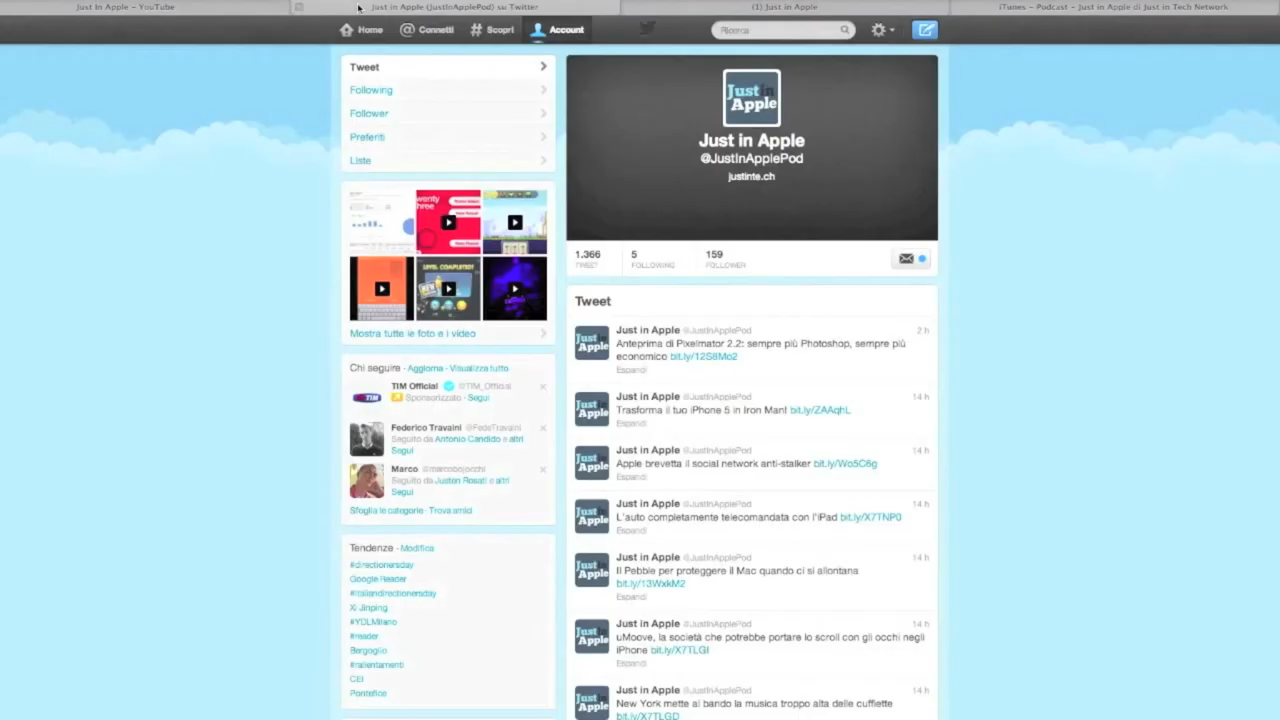 Just In Apple – YouTube
Just in Apple (JustInApplePod) su Twitter
(1) Just in Apple
iTunes – Podcast – Just in Apple di Just in Tech Network
Home
Connetti
Scopri
Account
Ricerca
Tweet
Following
Follower
Preferiti
Liste
Mostra tutte le foto e i video
Chi seguire · Aggiorna · Visualizza tutto
TIM Official @TIM_Official
Sponsorizzato · Segui
Federico Travaini @FedeTravaini
Seguito da Antonio Candido e altri
Segui
Marco @marcobojocchi
Seguito da Justen Rosati e altri
Segui
Sfoglia le categorie · Trova amici
Tendenze · Modifica
#directionersday
Google Reader
#italiandirectionersday
Xi Jinping
#YDLMilano
#reader
Bergoglio
#rallentamenti
CEI
Pontefice
Just in Apple
Just in Apple
@JustInApplePod
justinte.ch
1.366
TWEET
5
FOLLOWING
159
FOLLOWER
Tweet
Just in Apple @JustInApplePod 2 h
Anteprima di Pixelmator 2.2: sempre più Photoshop, sempre più
economico bit.ly/12S8Mo2
Espandi
Just in Apple @JustInApplePod 14 h
Trasforma il tuo iPhone 5 in Iron Man! bit.ly/ZAAqhL
Espandi
Just in Apple @JustInApplePod 14 h
Apple brevetta il social network anti-stalker bit.ly/Wo5C6g
Espandi
Just in Apple @JustInApplePod 14 h
L'auto completamente telecomandata con l'iPad bit.ly/X7TNP0
Espandi
Just in Apple @JustInApplePod 14 h
Il Pebble per proteggere il Mac quando ci si allontana
bit.ly/13WxkM2
Espandi
Just in Apple @JustInApplePod 14 h
uMoove, la società che potrebbe portare lo scroll con gli occhi negli
iPhone bit.ly/X7TLGI
Espandi
Just in Apple @JustInApplePod 14 h
New York mette al bando la musica troppo alta delle cuffiette
bit.ly/X7TLGD